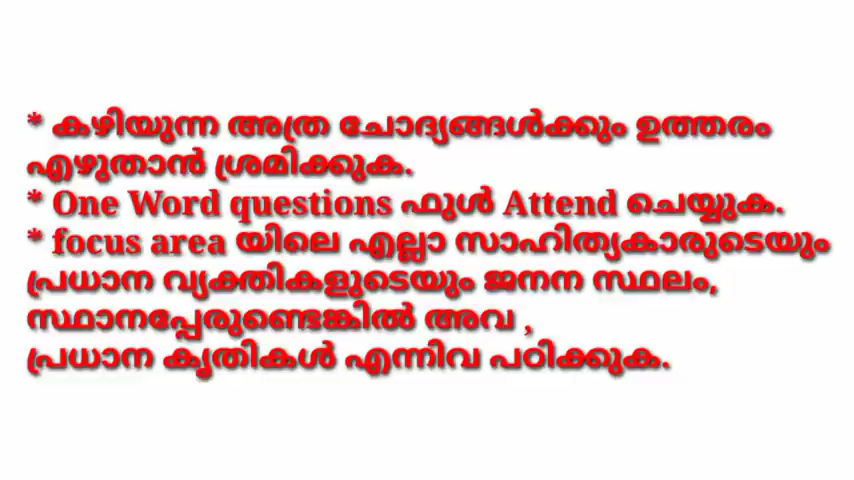 * കഴിയുന്ന അത്ര ചോദ്യങ്ങൾക്കും ഉത്തരം
എഴുതാൻ ശ്രമിക്കുക.
* One Word questions ഫുൾ Attend ചെയ്യുക.
* focus area യിലെ എല്ലാ സാഹിത്യകാരുടെയും
പ്രധാന വ്യക്തികളുടെയും ജനന സ്ഥലം,
സ്ഥാനപ്പേരുണ്ടെങ്കിൽ അവ ,
പ്രധാന കൃതികൾ എന്നിവ പഠിക്കുക.